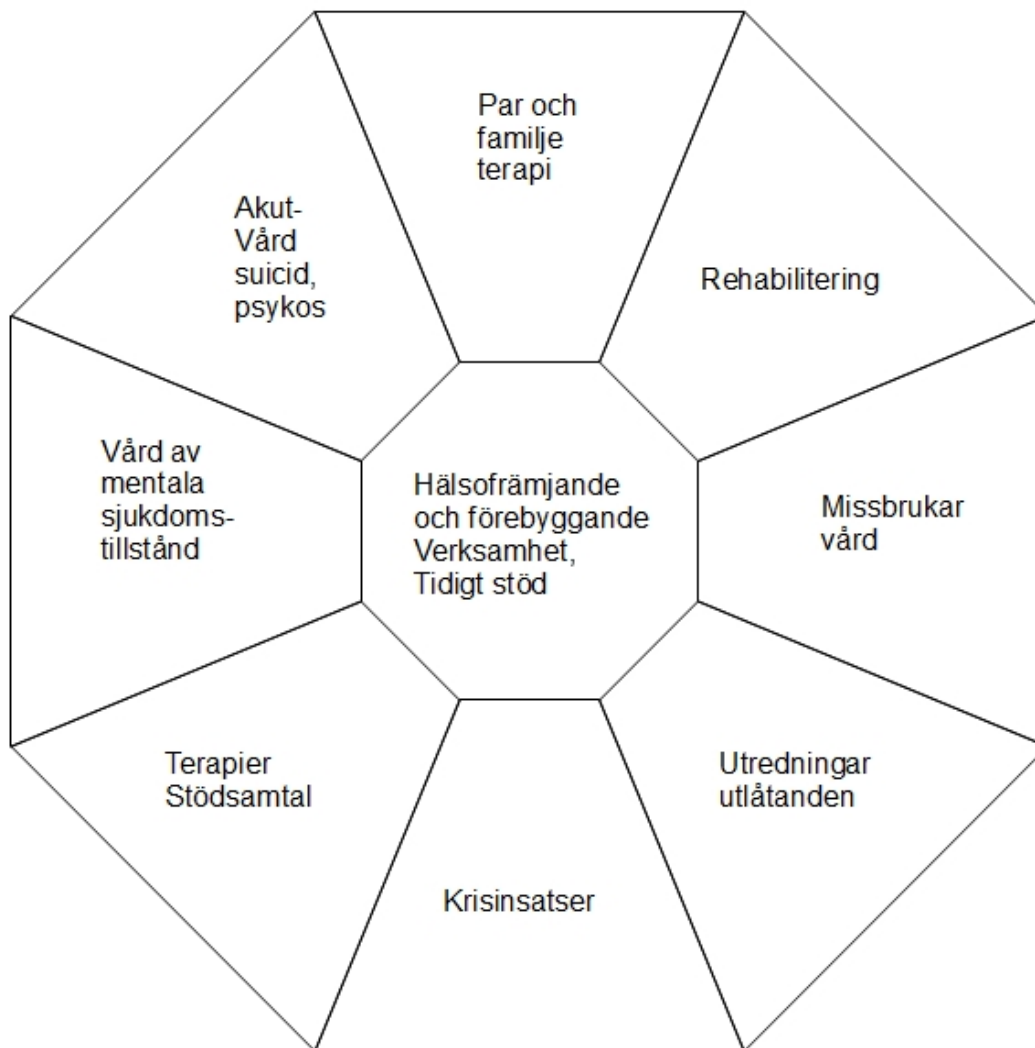 Par och
familje
terapi
Akut-
Vård
suicid,
psykos
Rehabilitering
Vård av
mentala
sjukdoms-
tillstånd
Hälsofrämjande
och förebyggande
Verksamhet,
Tidigt stöd
Missbrukar
vård
Terapier
Stödsamtal
Utredningar
utlåtanden
Krisinsatser